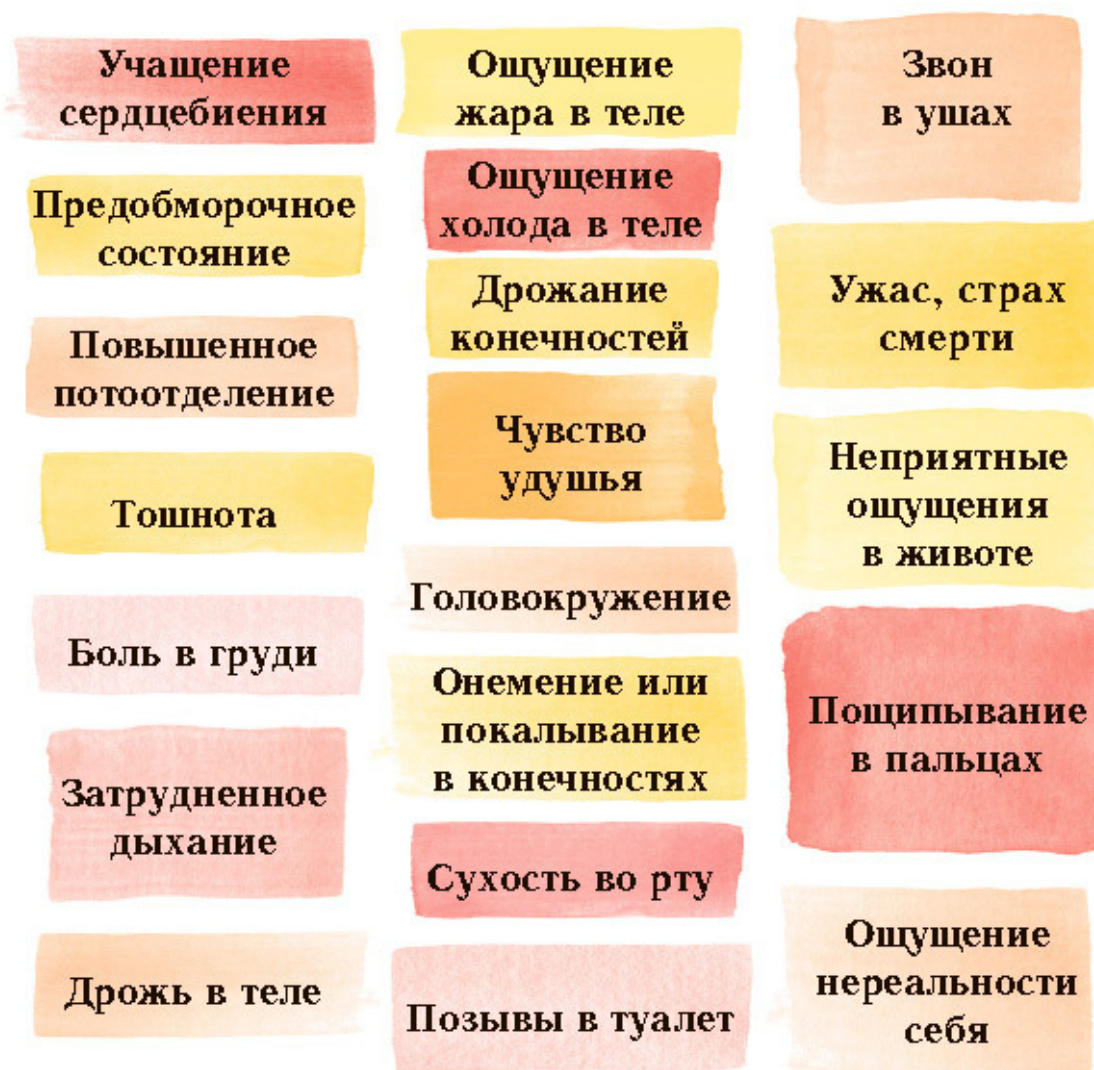 Учащение
сердцебиения
Предобморочное
состояние
Повышенное
потоотделение
Тошнота
Боль в груди
Затрудненное
дыхание
Дрожь в теле
Ощущение
жара в теле
Ощущение
холода в теле
Дрожание
конечностей
Чувство
удушья
Головокружение
Онемение или
покалывание
в конечностях
Сухость во рту
Позывы в туалет
Звон
в ушах
Ужас, страх
смерти
Неприятные
ощущения
в животе
Пощипывание
в пальцах
Ощущение
нереальности
себя